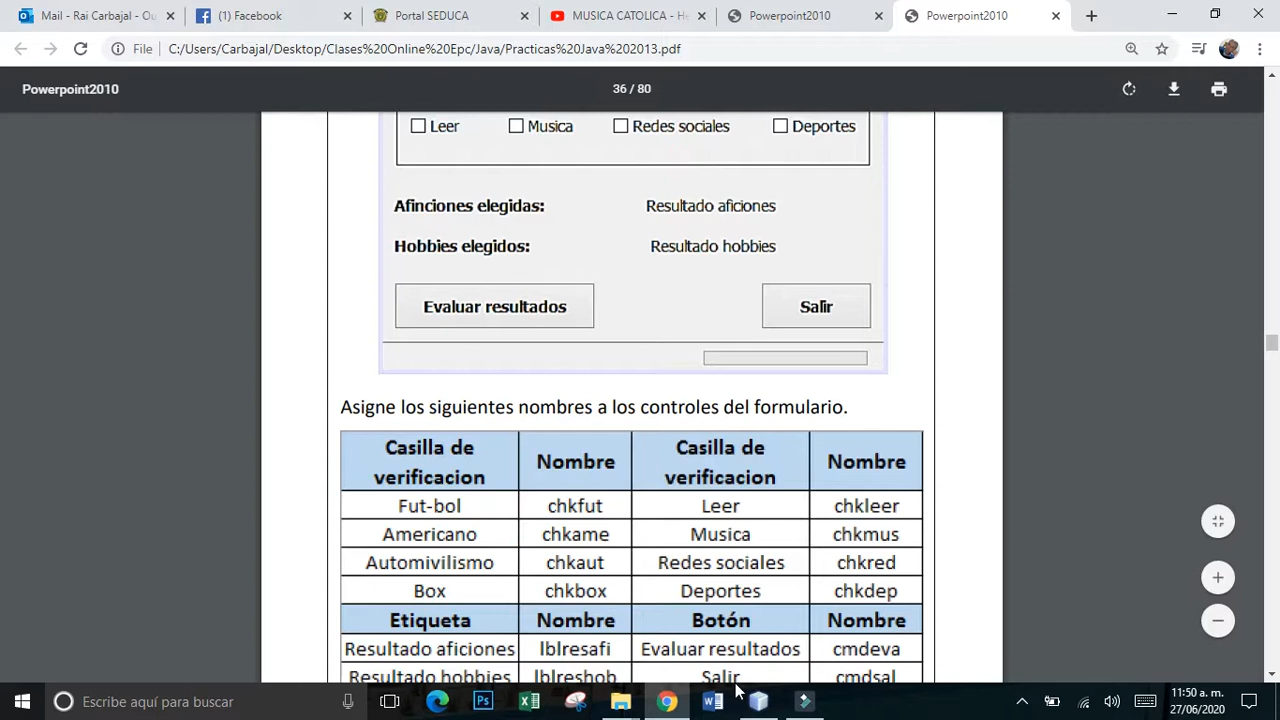 Mail - Rai Carbajal - Ou
(1) Facebook
Portal SEDUCA
MUSICA CATOLICA - He
Powerpoint2010
Powerpoint2010
File
C:/Users/Carbajal/Desktop/Clases%20Online%20Epc/Java/Practicas%20Java%202013.pdf
Powerpoint2010
36 / 80
Leer Musica Redes sociales Deportes
Afinciones elegidas: Resultado aficiones
Hobbies elegidos: Resultado hobbies
Evaluar resultados Salir
Asigne los siguientes nombres a los controles del formulario.
Casilla de verificacion Nombre Casilla de verificacion Nombre
Fut-bol chkfut Leer chkleer
Americano chkame Musica chkmus
Automivilismo chkaut Redes sociales chkred
Box chkbox Deportes chkdep
Etiqueta Nombre Botón Nombre
Resultado aficiones lblresafi Evaluar resultados cmdeva
Resultado hobbies lblreshob Salir cmdsal
Escribe aquí para buscar
11:50 a. m.
27/06/2020